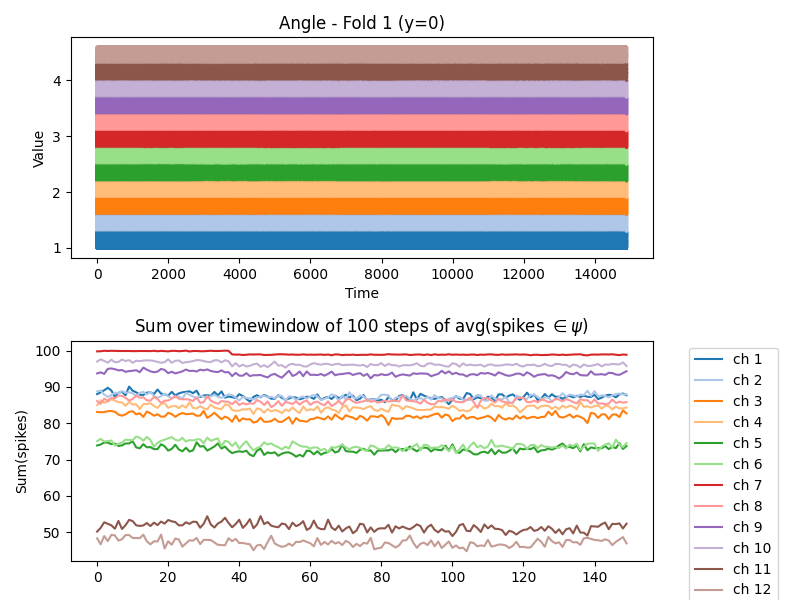 Angle - Fold 1 (y=0)
4
3
2
1
Value
0 2000 4000 6000 8000 10000 12000 14000
Time
Sum over timewindow of 100 steps of avg(spikes ∈ ψ)
100
90
80
70
60
50
Sum(spikes)
0 20 40 60 80 100 120 140
ch 1
ch 2
ch 3
ch 4
ch 5
ch 6
ch 7
ch 8
ch 9
ch 10
ch 11
ch 12